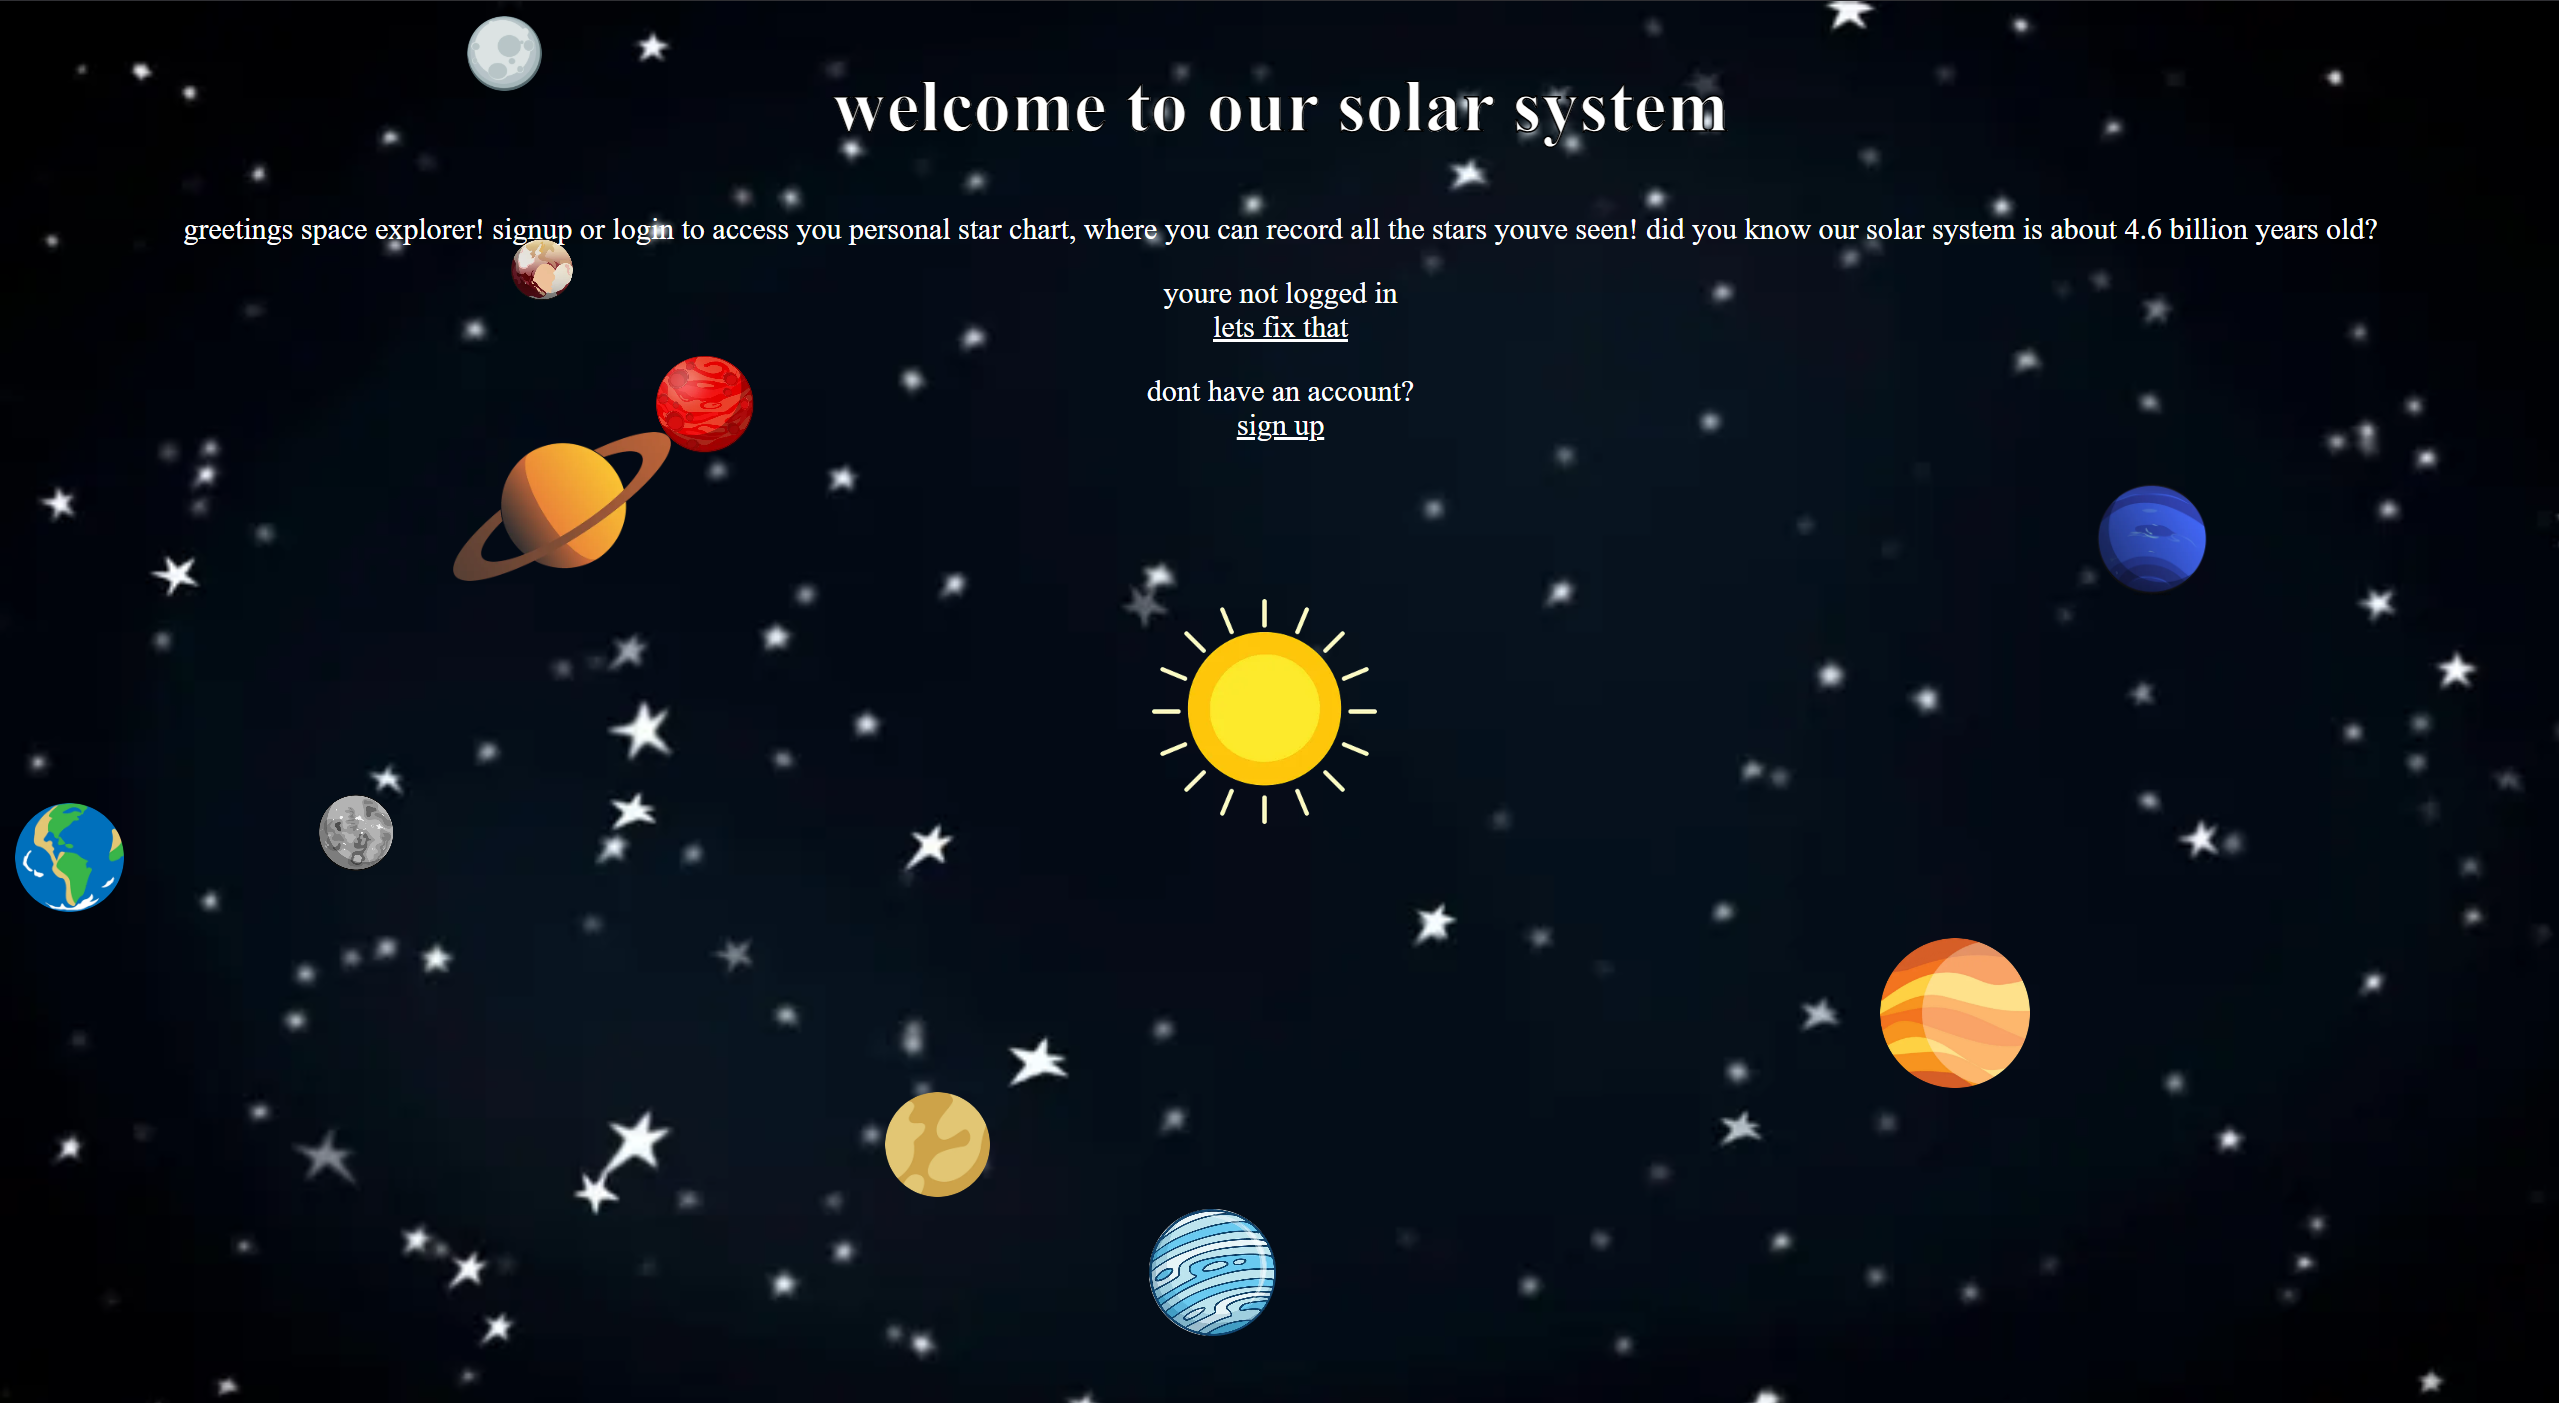 welcome to our solar system
greetings space explorer! signup or login to access you personal star chart, where you can record all the stars youve seen! did you know our solar system is about 4.6 billion years old?
youre not logged in
lets fix that
dont have an account?
sign up